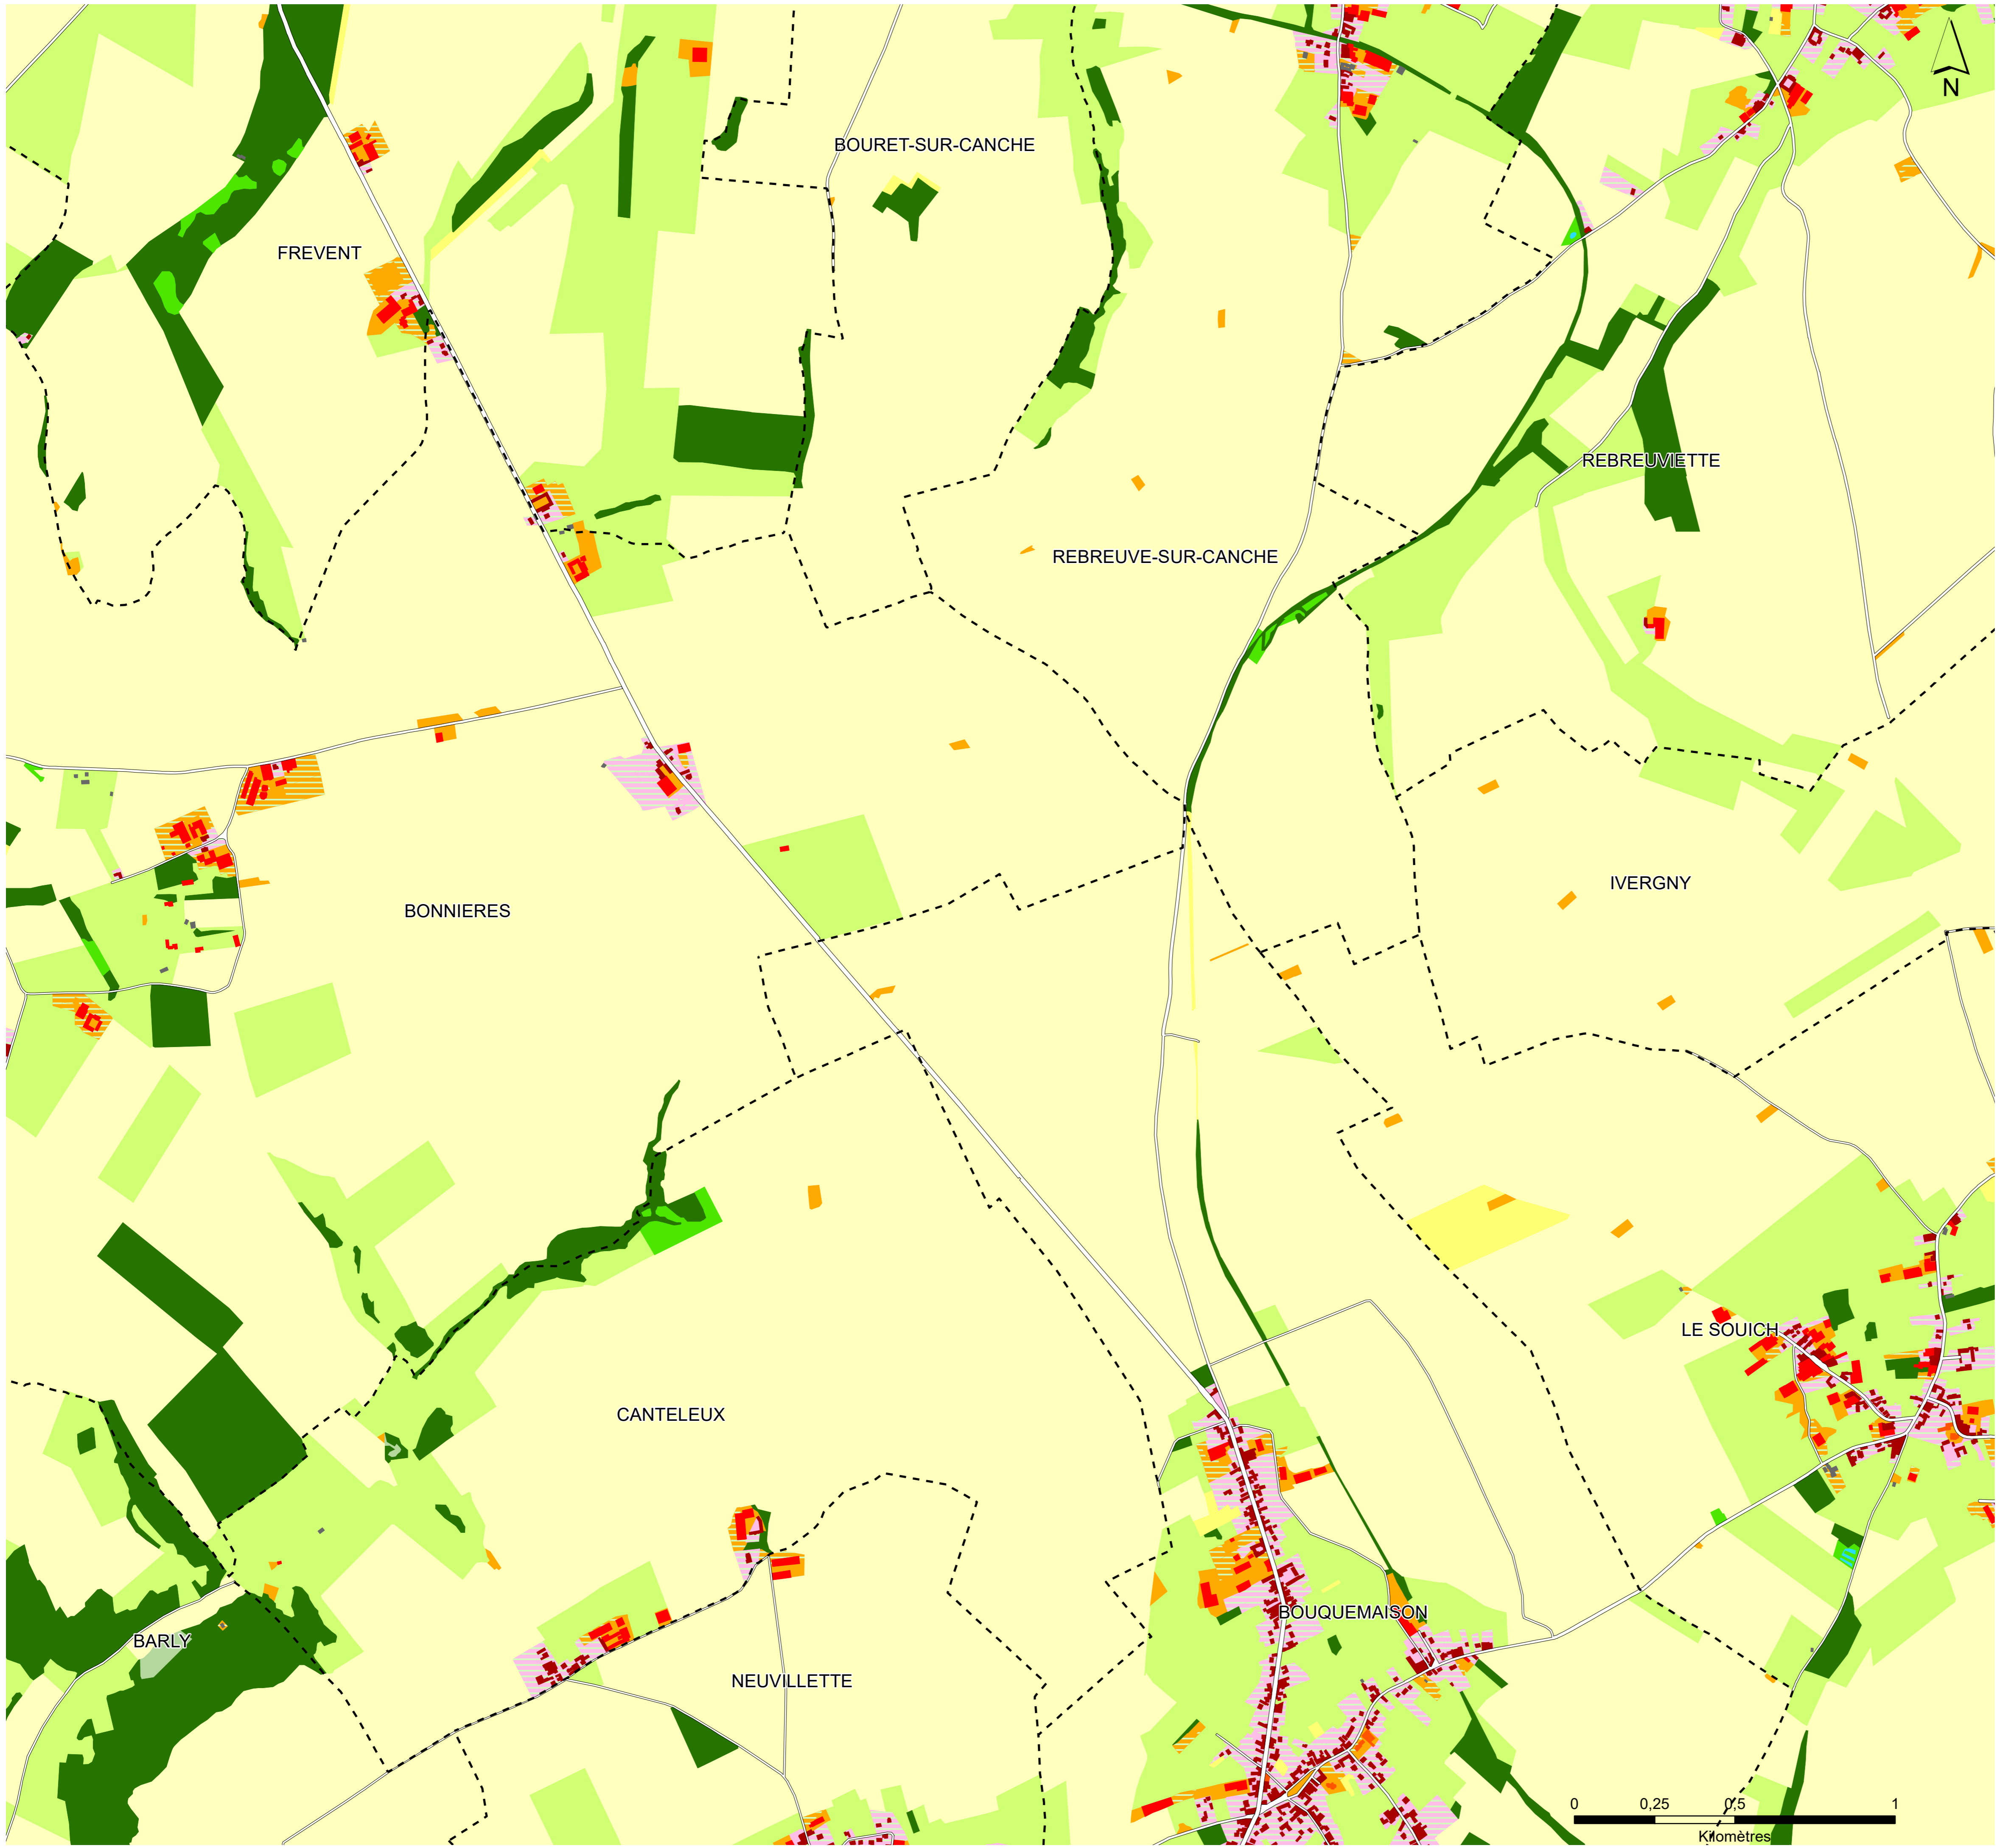 N
BOURET-SUR-CANCHE
FREVENT
REBREUVIETTE
REBREUVE-SUR-CANCHE
IVERGNY
BONNIERES
LE SOUICH
CANTELEUX
BOUQUEMAISON
BARLY
NEUVILLETTE
0 0,25 0,5 1
Kilomètres